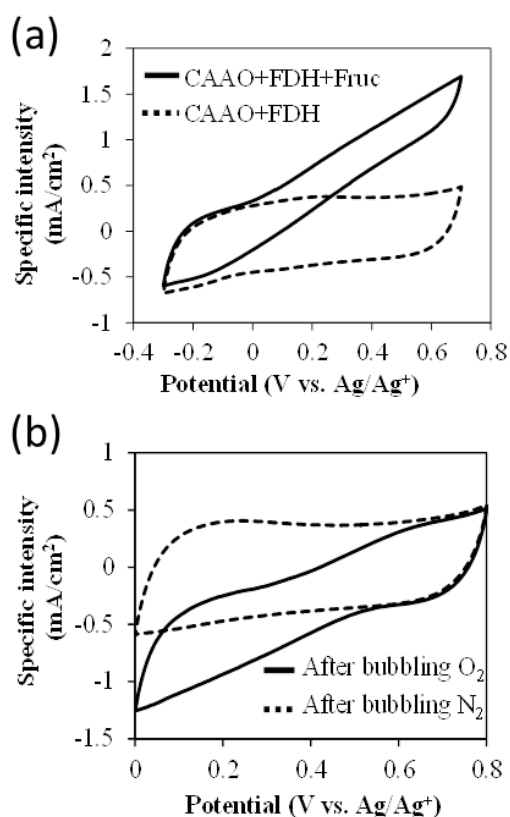 (a)
2
1.5
1
0.5
0
-0.5
-1
Specific intensity
(mA/cm²)
CAAO+FDH+Fruc
CAAO+FDH
-0.4 -0.2 0 0.2 0.4 0.6 0.8
Potential (V vs. Ag/Ag⁺)
(b)
1
0.5
0
-0.5
-1
-1.5
Specific intensity
(mA/cm²)
After bubbling O₂
After bubbling N₂
0 0.2 0.4 0.6 0.8
Potential (V vs. Ag/Ag⁺)